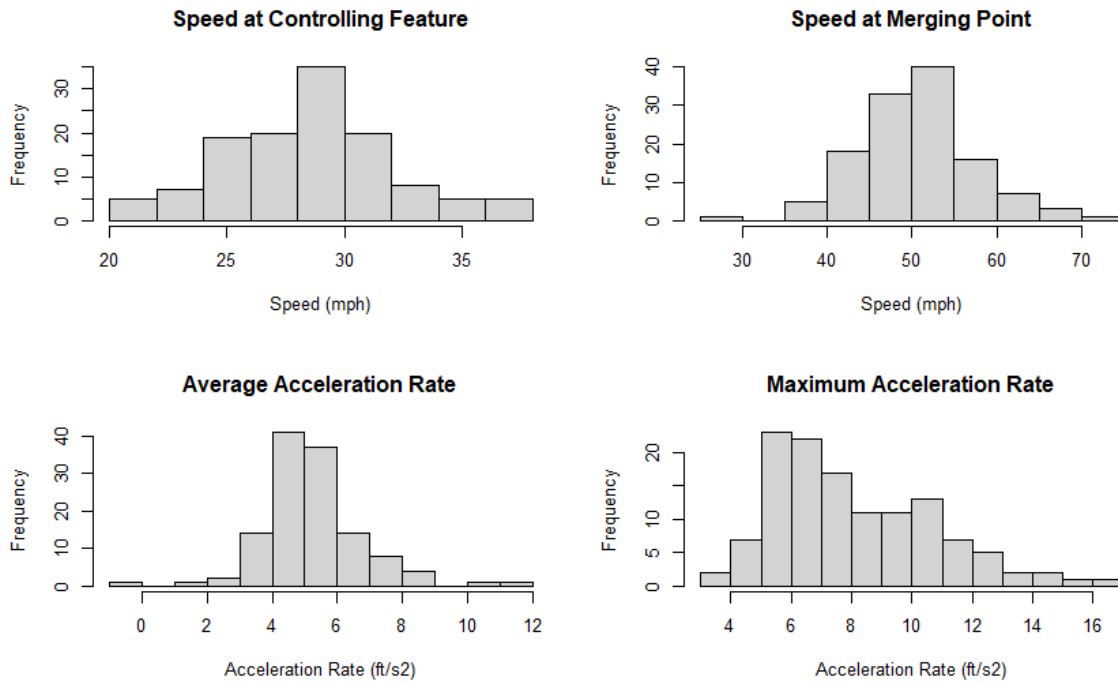 Speed at Controlling Feature
Frequency
0 10 20 30
20 25 30 35
Speed (mph)
Speed at Merging Point
Frequency
0 10 20 30 40
30 40 50 60 70
Speed (mph)
Average Acceleration Rate
Frequency
0 10 20 30 40
0 2 4 6 8 10 12
Acceleration Rate (ft/s2)
Maximum Acceleration Rate
Frequency
0 5 10 20
4 6 8 10 12 14 16
Acceleration Rate (ft/s2)